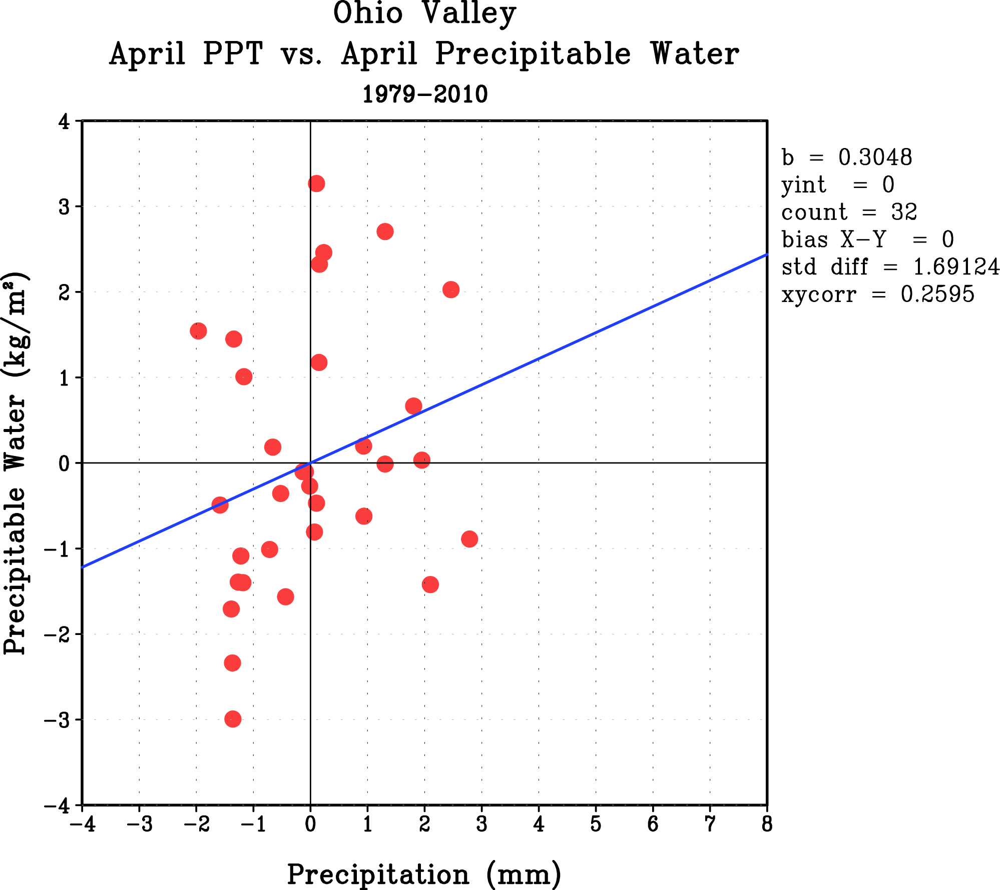 Ohio Valley
April PPT vs. April Precipitable Water
1979-2010
b = 0.3048
yint = 0
count = 32
bias X-Y = 0
std diff = 1.69124
xycorr = 0.2595
Precipitable Water (kg/m²)
4
3
2
1
0
-1
-2
-3
-4
-4 -3 -2 -1 0 1 2 3 4 5 6 7 8
Precipitation (mm)